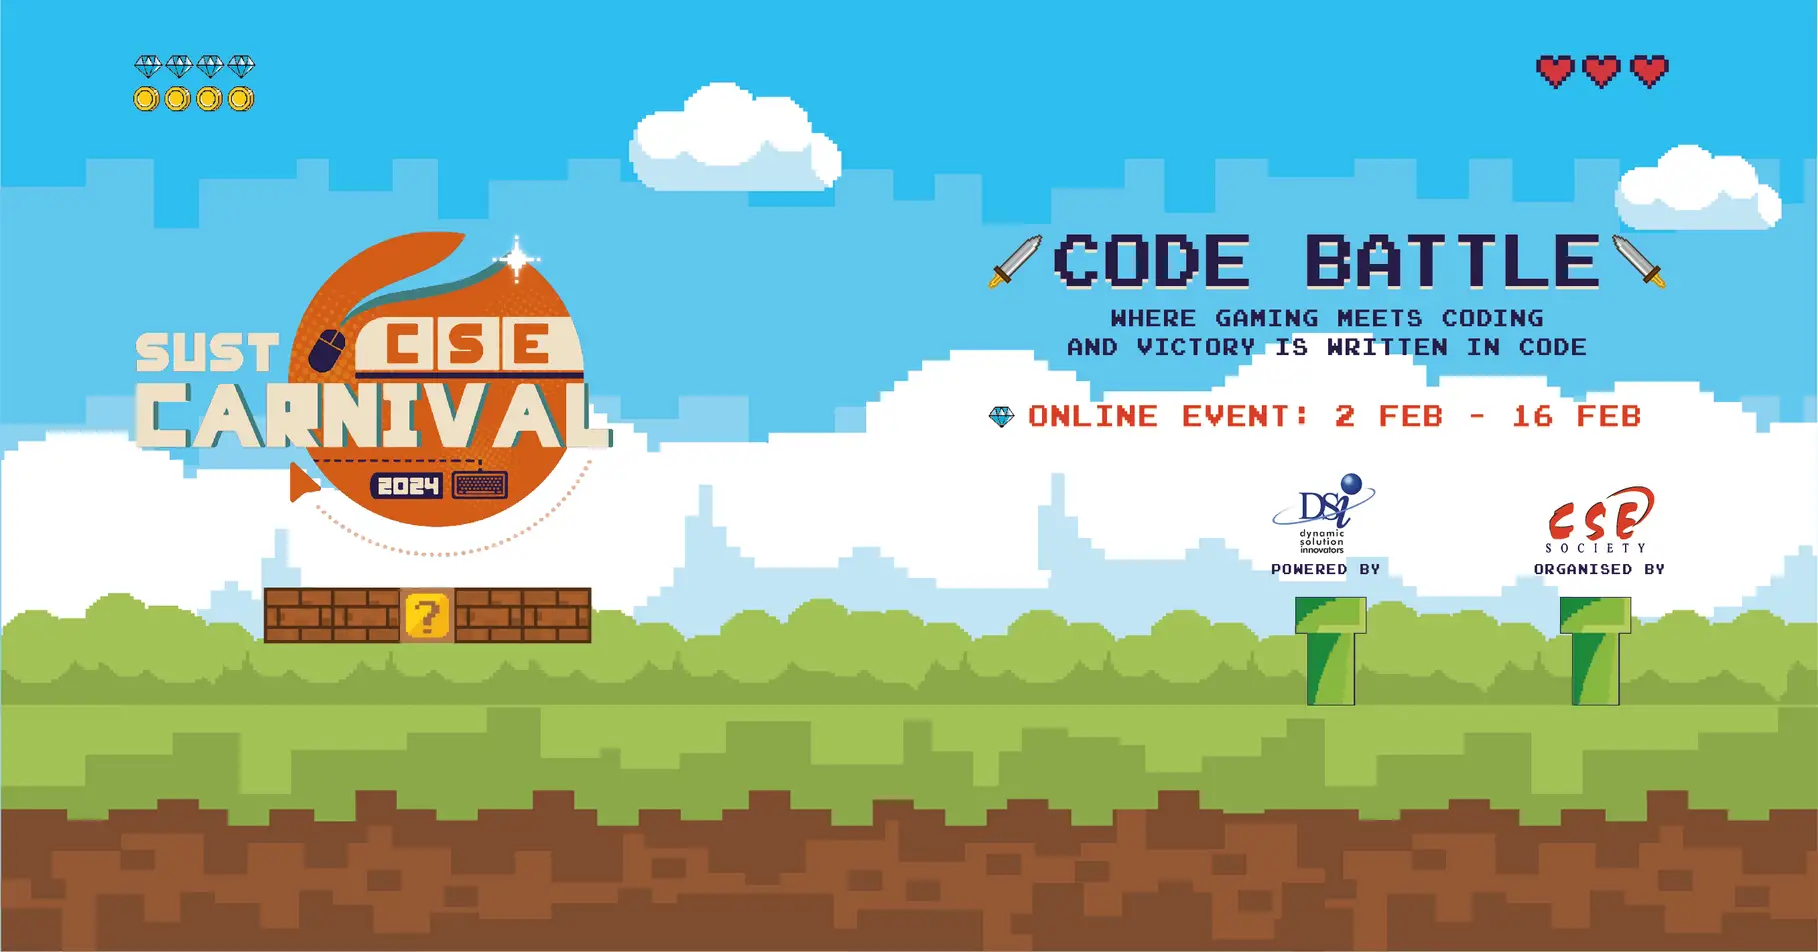 SUST
CSE
CARNIVAL
2024
?
CODE BATTLE
WHERE GAMING MEETS CODING
AND VICTORY IS WRITTEN IN CODE
ONLINE EVENT: 2 FEB - 16 FEB
DSi
dynamic
solution
innovators
POWERED BY
CSE
SOCIETY
ORGANISED BY